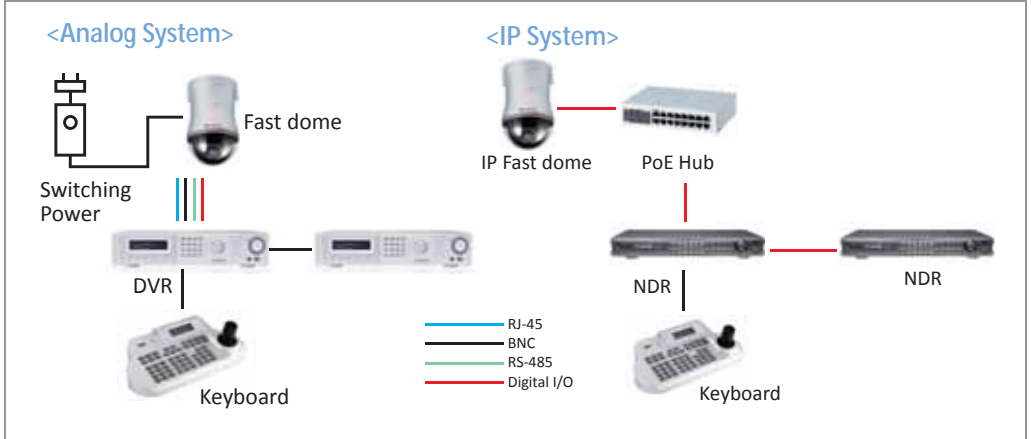 <Analog System>
Fast dome
Switching
Power
DVR
Keyboard
<IP System>
IP Fast dome
PoE Hub
NDR
NDR
Keyboard
RJ-45
BNC
RS-485
Digital I/O